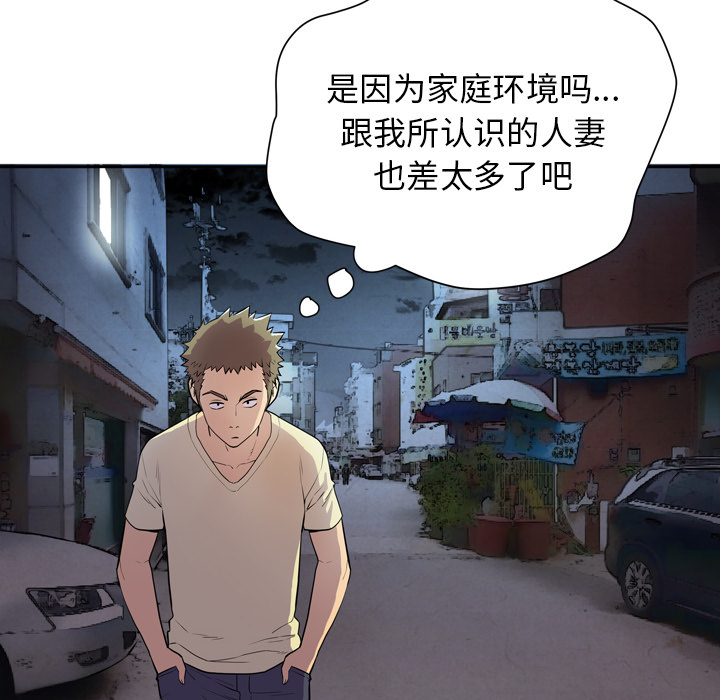 是因为家庭环境吗…
跟我所认识的人妻
也差太多了吧